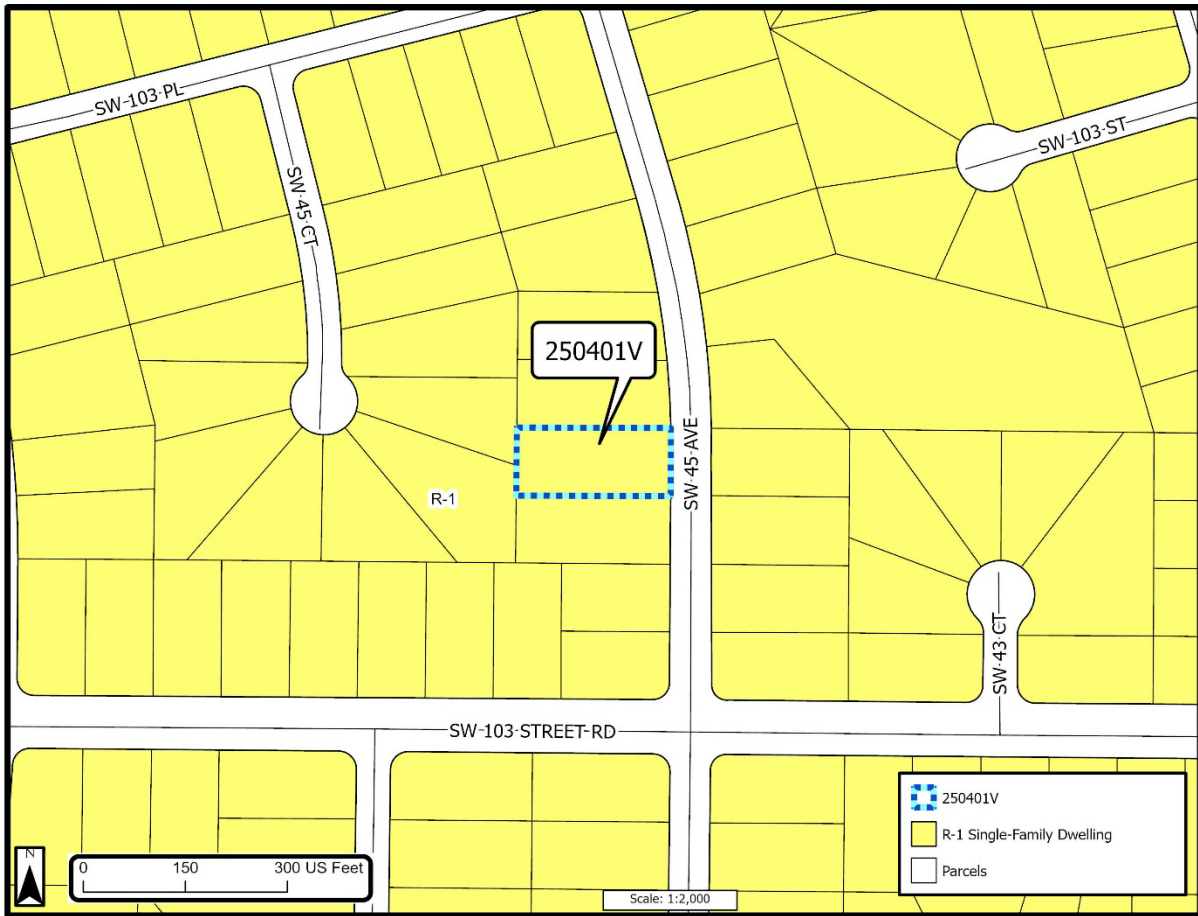 SW 103 PL
SW 103 ST
SW 45 CT
250401V
SW 45 AVE
R-1
SW 43 CT
SW 103 STREET RD
250401V
R-1 Single-Family Dwelling
Parcels
N
0 150 300 US Feet
Scale: 1:2,000